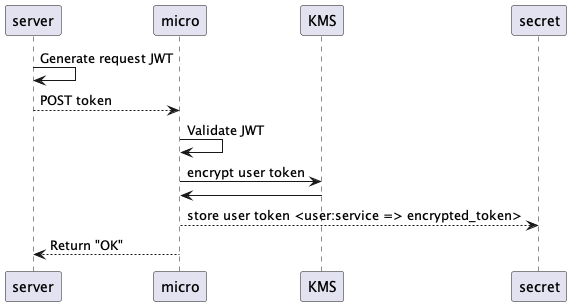 server micro KMS secret
Generate request JWT
POST token
Validate JWT
encrypt user token
store user token <user:service => encrypted_token>
Return "OK"
server micro KMS secret